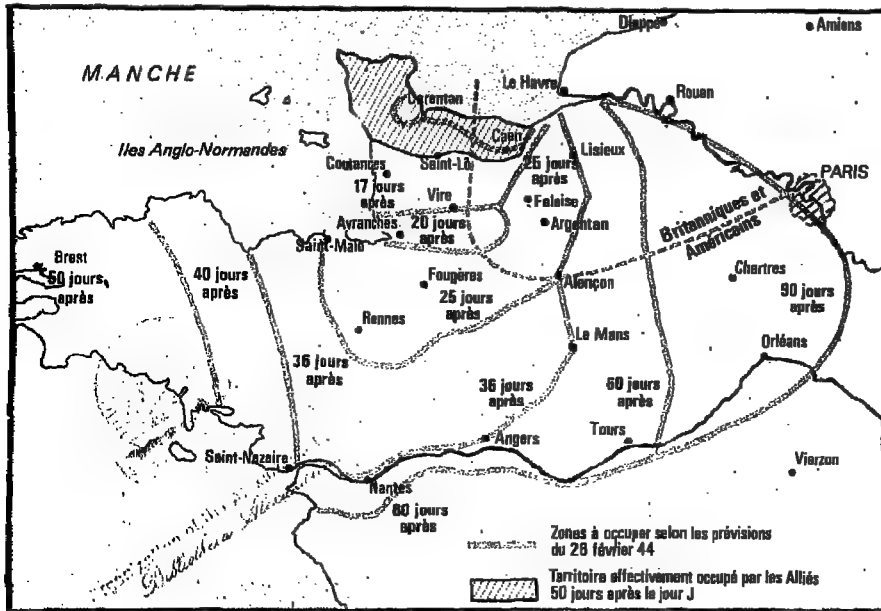 Dieppe
Amiens
MANCHE
Le Havre
Rouen
Carentan
Caen
Iles Anglo-Normandes
Lisieux
Coutances
Saint-Lô
17 jours
après
25 jours
après
PARIS
Vire
Falaise
Avranches
20 jours
après
Argentan
Britanniques et
Américains
Saint-Malo
Brest
50 jours
après
40 jours
après
Fougères
25 jours
après
Alençon
Chartres
90 jours
après
Rennes
Le Mans
Orléans
35 jours
après
35 jours
après
60 jours
après
Angers
Tours
Saint-Nazaire
Vierzon
Nantes
60 jours
après
Zones à occuper selon les prévisions
du 26 février 44
Territoire effectivement occupé par les Alliés
50 jours après le jour J